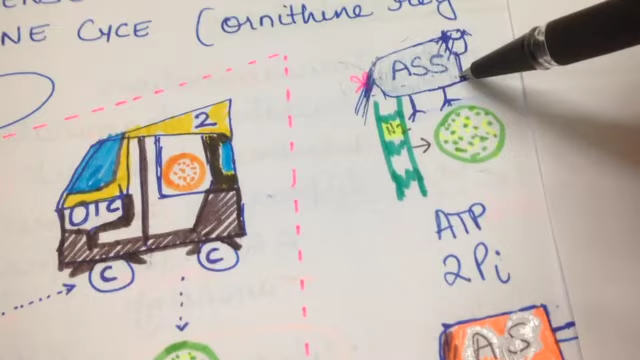 NE CYCE (ornithine
ASS
2
OTC
C C
ATP
2Pi
AS